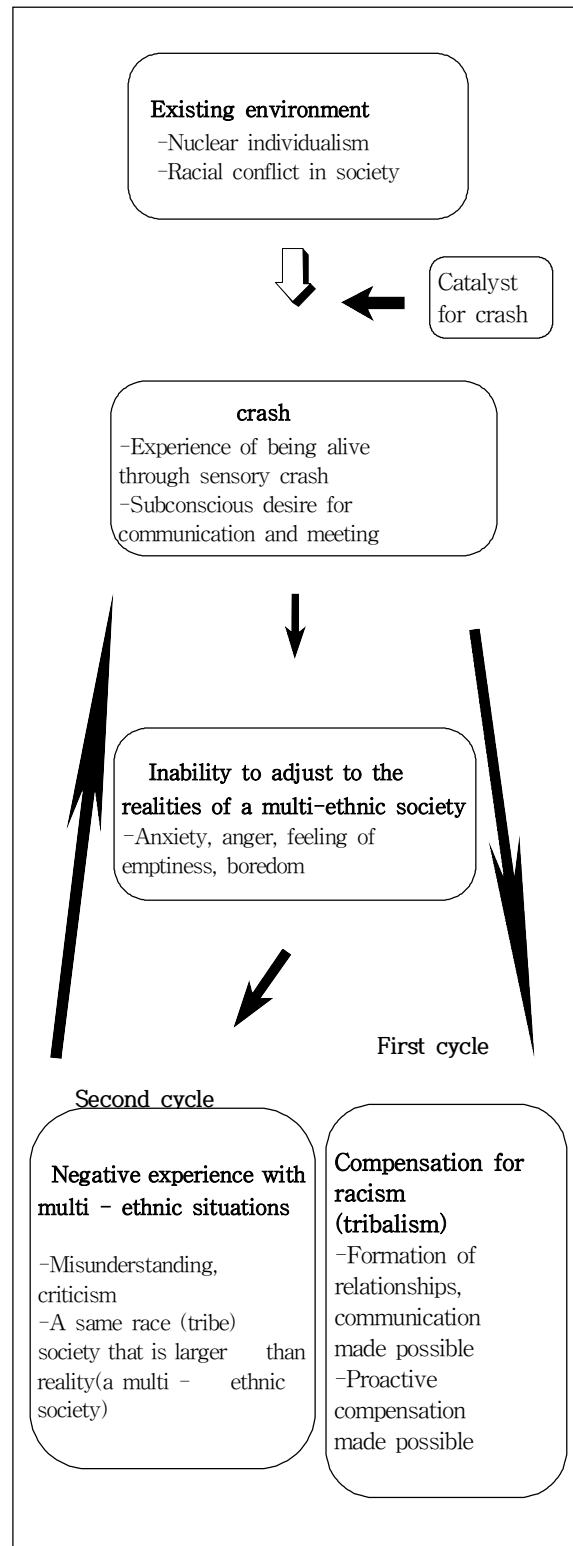 Existing environment
-Nuclear individualism
-Racial conflict in society
Catalyst
for crash
crash
-Experience of being alive
through sensory crash
-Subconscious desire for
communication and meeting
Inability to adjust to the
realities of a multi-ethnic society
-Anxiety, anger, feeling of
emptiness, boredom
First cycle
Second cycle
Negative experience with
multi - ethnic situations
-Misunderstanding,
criticism
-A same race (tribe)
society that is larger than
reality(a multi - ethnic
society)
Compensation for
racism
(tribalism)
-Formation of
relationships,
communication
made possible
-Proactive
compensation
made possible